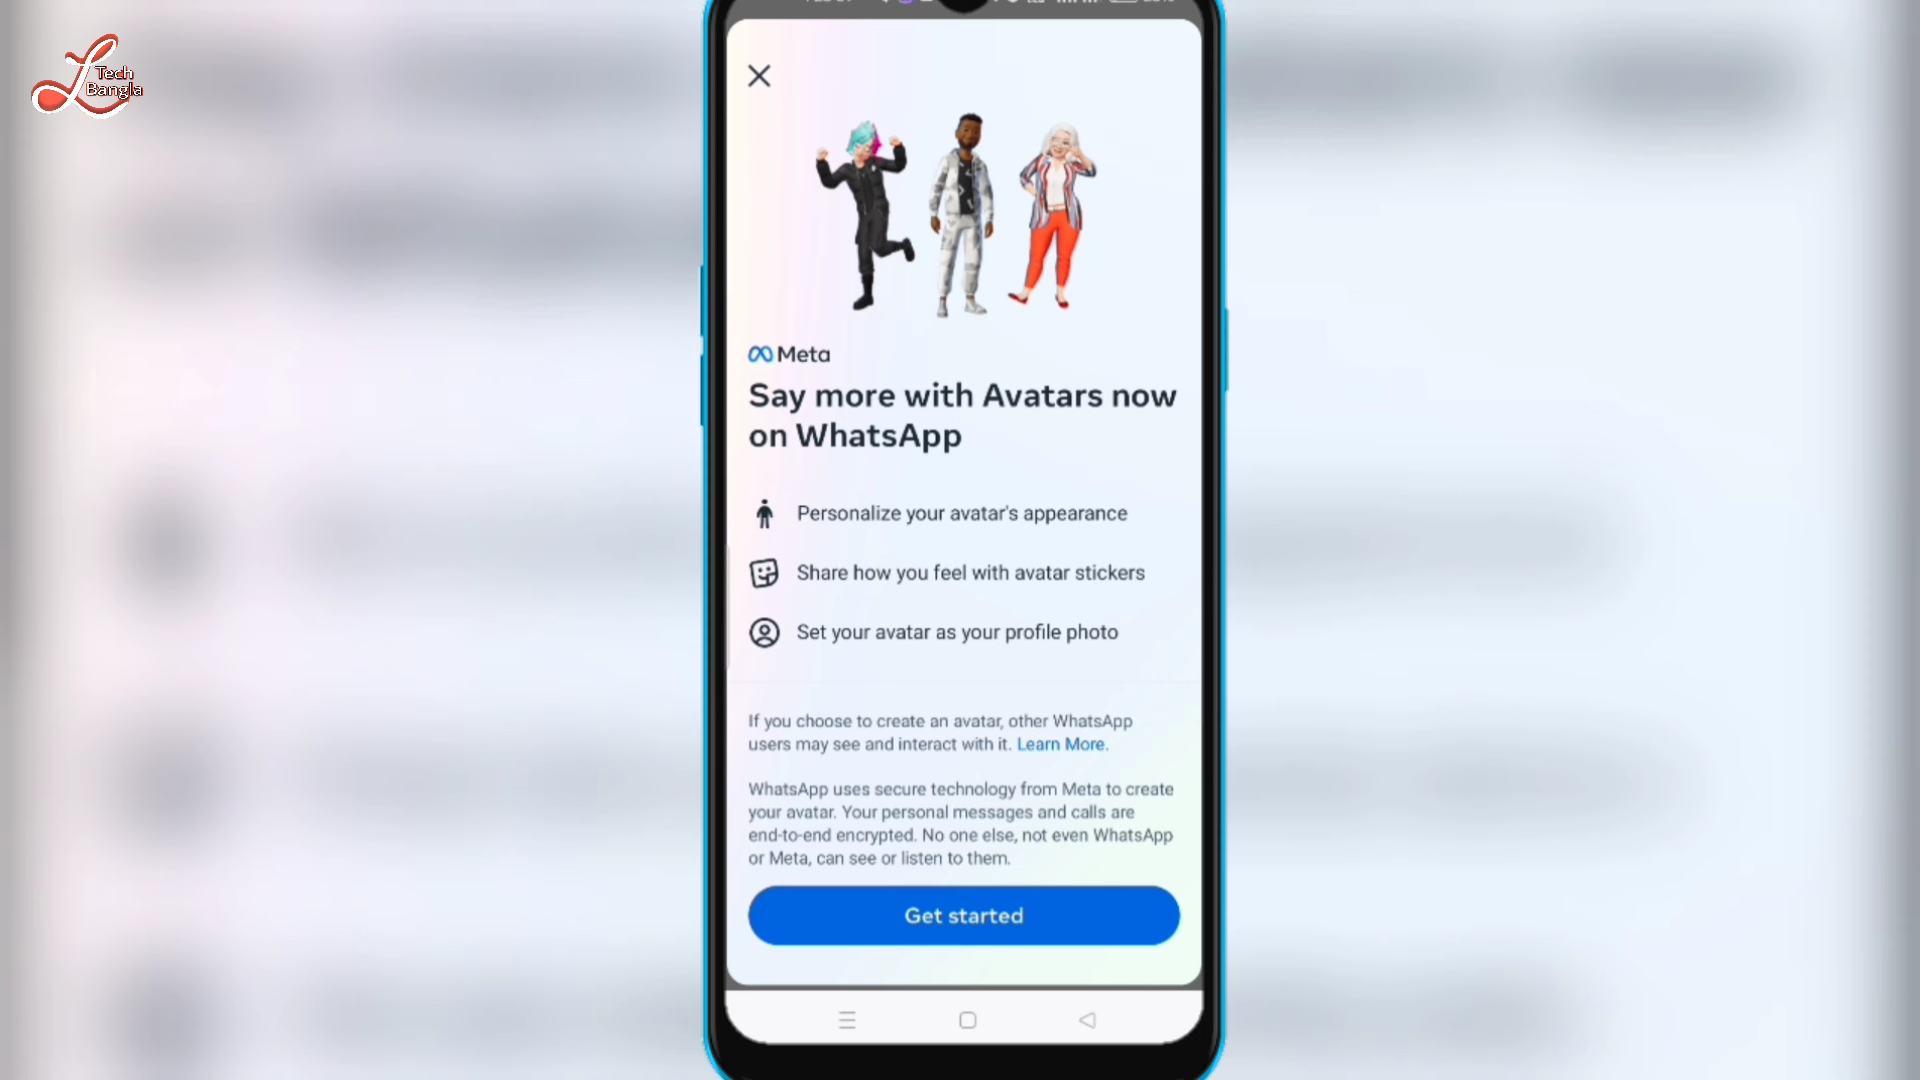 Tech
Bangla
Meta
Say more with Avatars now
on WhatsApp
Personalize your avatar's appearance
Share how you feel with avatar stickers
Set your avatar as your profile photo
If you choose to create an avatar, other WhatsApp
users may see and interact with it. Learn More.
WhatsApp uses secure technology from Meta to create
your avatar. Your personal messages and calls are
end-to-end encrypted. No one else, not even WhatsApp
or Meta, can see or listen to them.
Get started